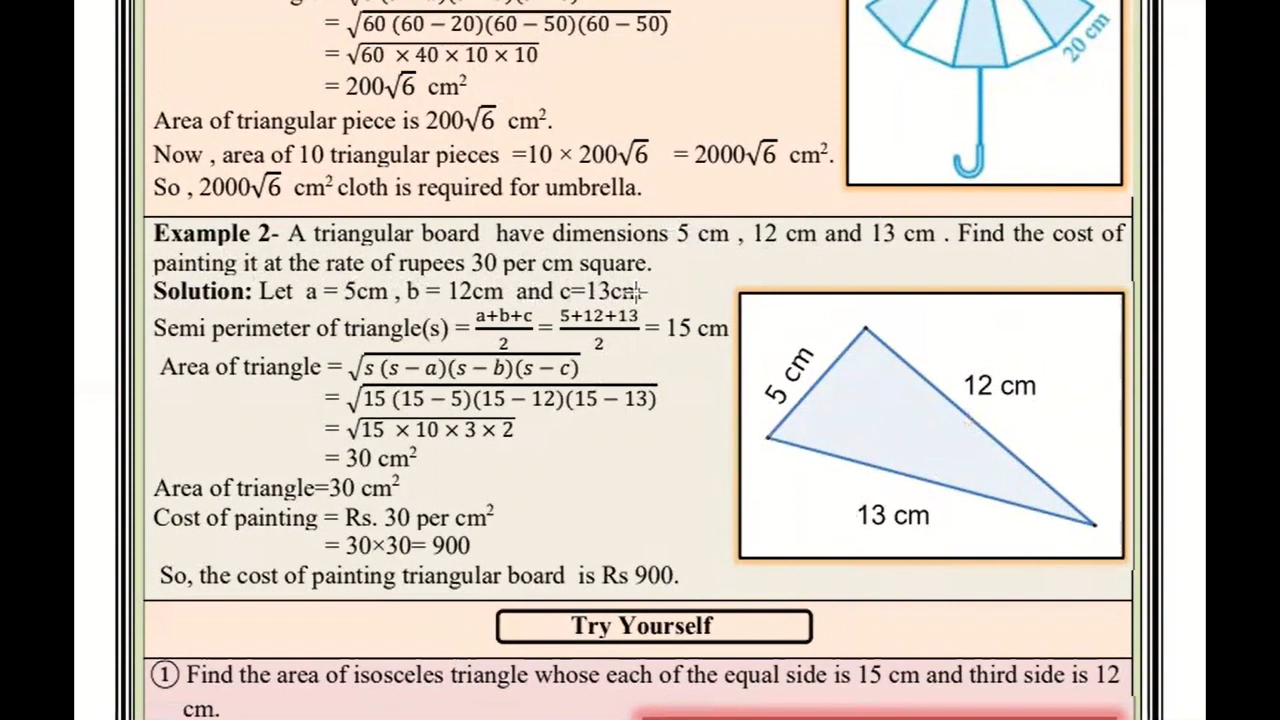 = √60 (60 − 20)(60 − 50)(60 − 50)
= √60 × 40 × 10 × 10
= 200√6 cm²
Area of triangular piece is 200√6 cm².
Now , area of 10 triangular pieces =10 × 200√6 = 2000√6 cm².
So , 2000√6 cm² cloth is required for umbrella.
20 cm
Example 2- A triangular board have dimensions 5 cm , 12 cm and 13 cm . Find the cost of
painting it at the rate of rupees 30 per cm square.
Solution: Let a = 5cm , b = 12cm and c=13cm
Semi perimeter of triangle(s) = a+b+c/2 = 5+12+13/2 = 15 cm
Area of triangle = √s (s − a)(s − b)(s − c)
= √15 (15 − 5)(15 − 12)(15 − 13)
= √15 × 10 × 3 × 2
= 30 cm²
Area of triangle=30 cm²
Cost of painting = Rs. 30 per cm²
= 30×30= 900
So, the cost of painting triangular board is Rs 900.
5 cm
12 cm
13 cm
Try Yourself
① Find the area of isosceles triangle whose each of the equal side is 15 cm and third side is 12
cm.